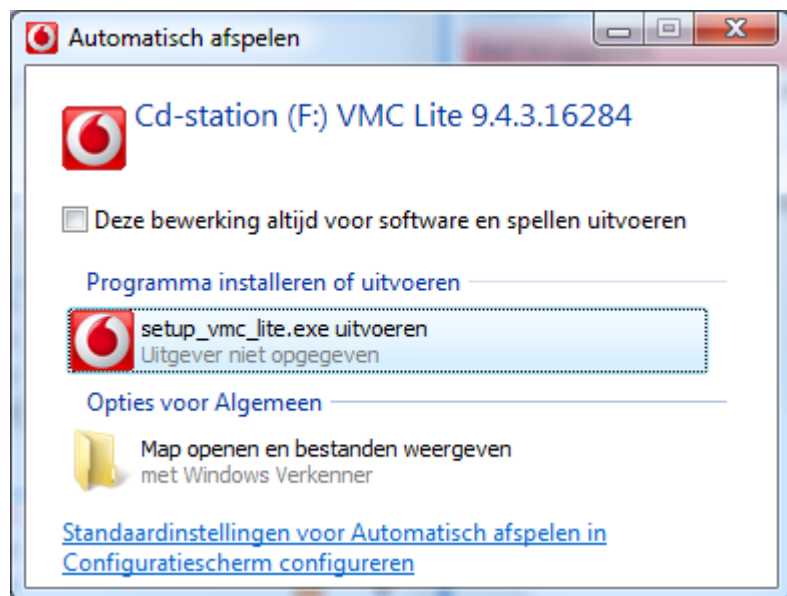 Automatisch afspelen
Cd-station (F:) VMC Lite 9.4.3.16284
Deze bewerking altijd voor software en spellen uitvoeren
Programma installeren of uitvoeren
setup_vmc_lite.exe uitvoeren
Uitgever niet opgegeven
Opties voor Algemeen
Map openen en bestanden weergeven
met Windows Verkenner
Standaardinstellingen voor Automatisch afspelen in
Configuratiescherm configureren